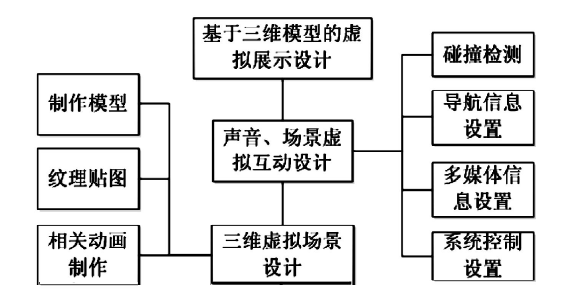 基于三维模型的虚
拟展示设计
碰撞检测
制作模型
导航信息
设置
声音、场景虚
拟互动设计
纹理贴图
多媒体信
息设置
相关动画
制作
三维虚拟场景
设计
系统控制
设置